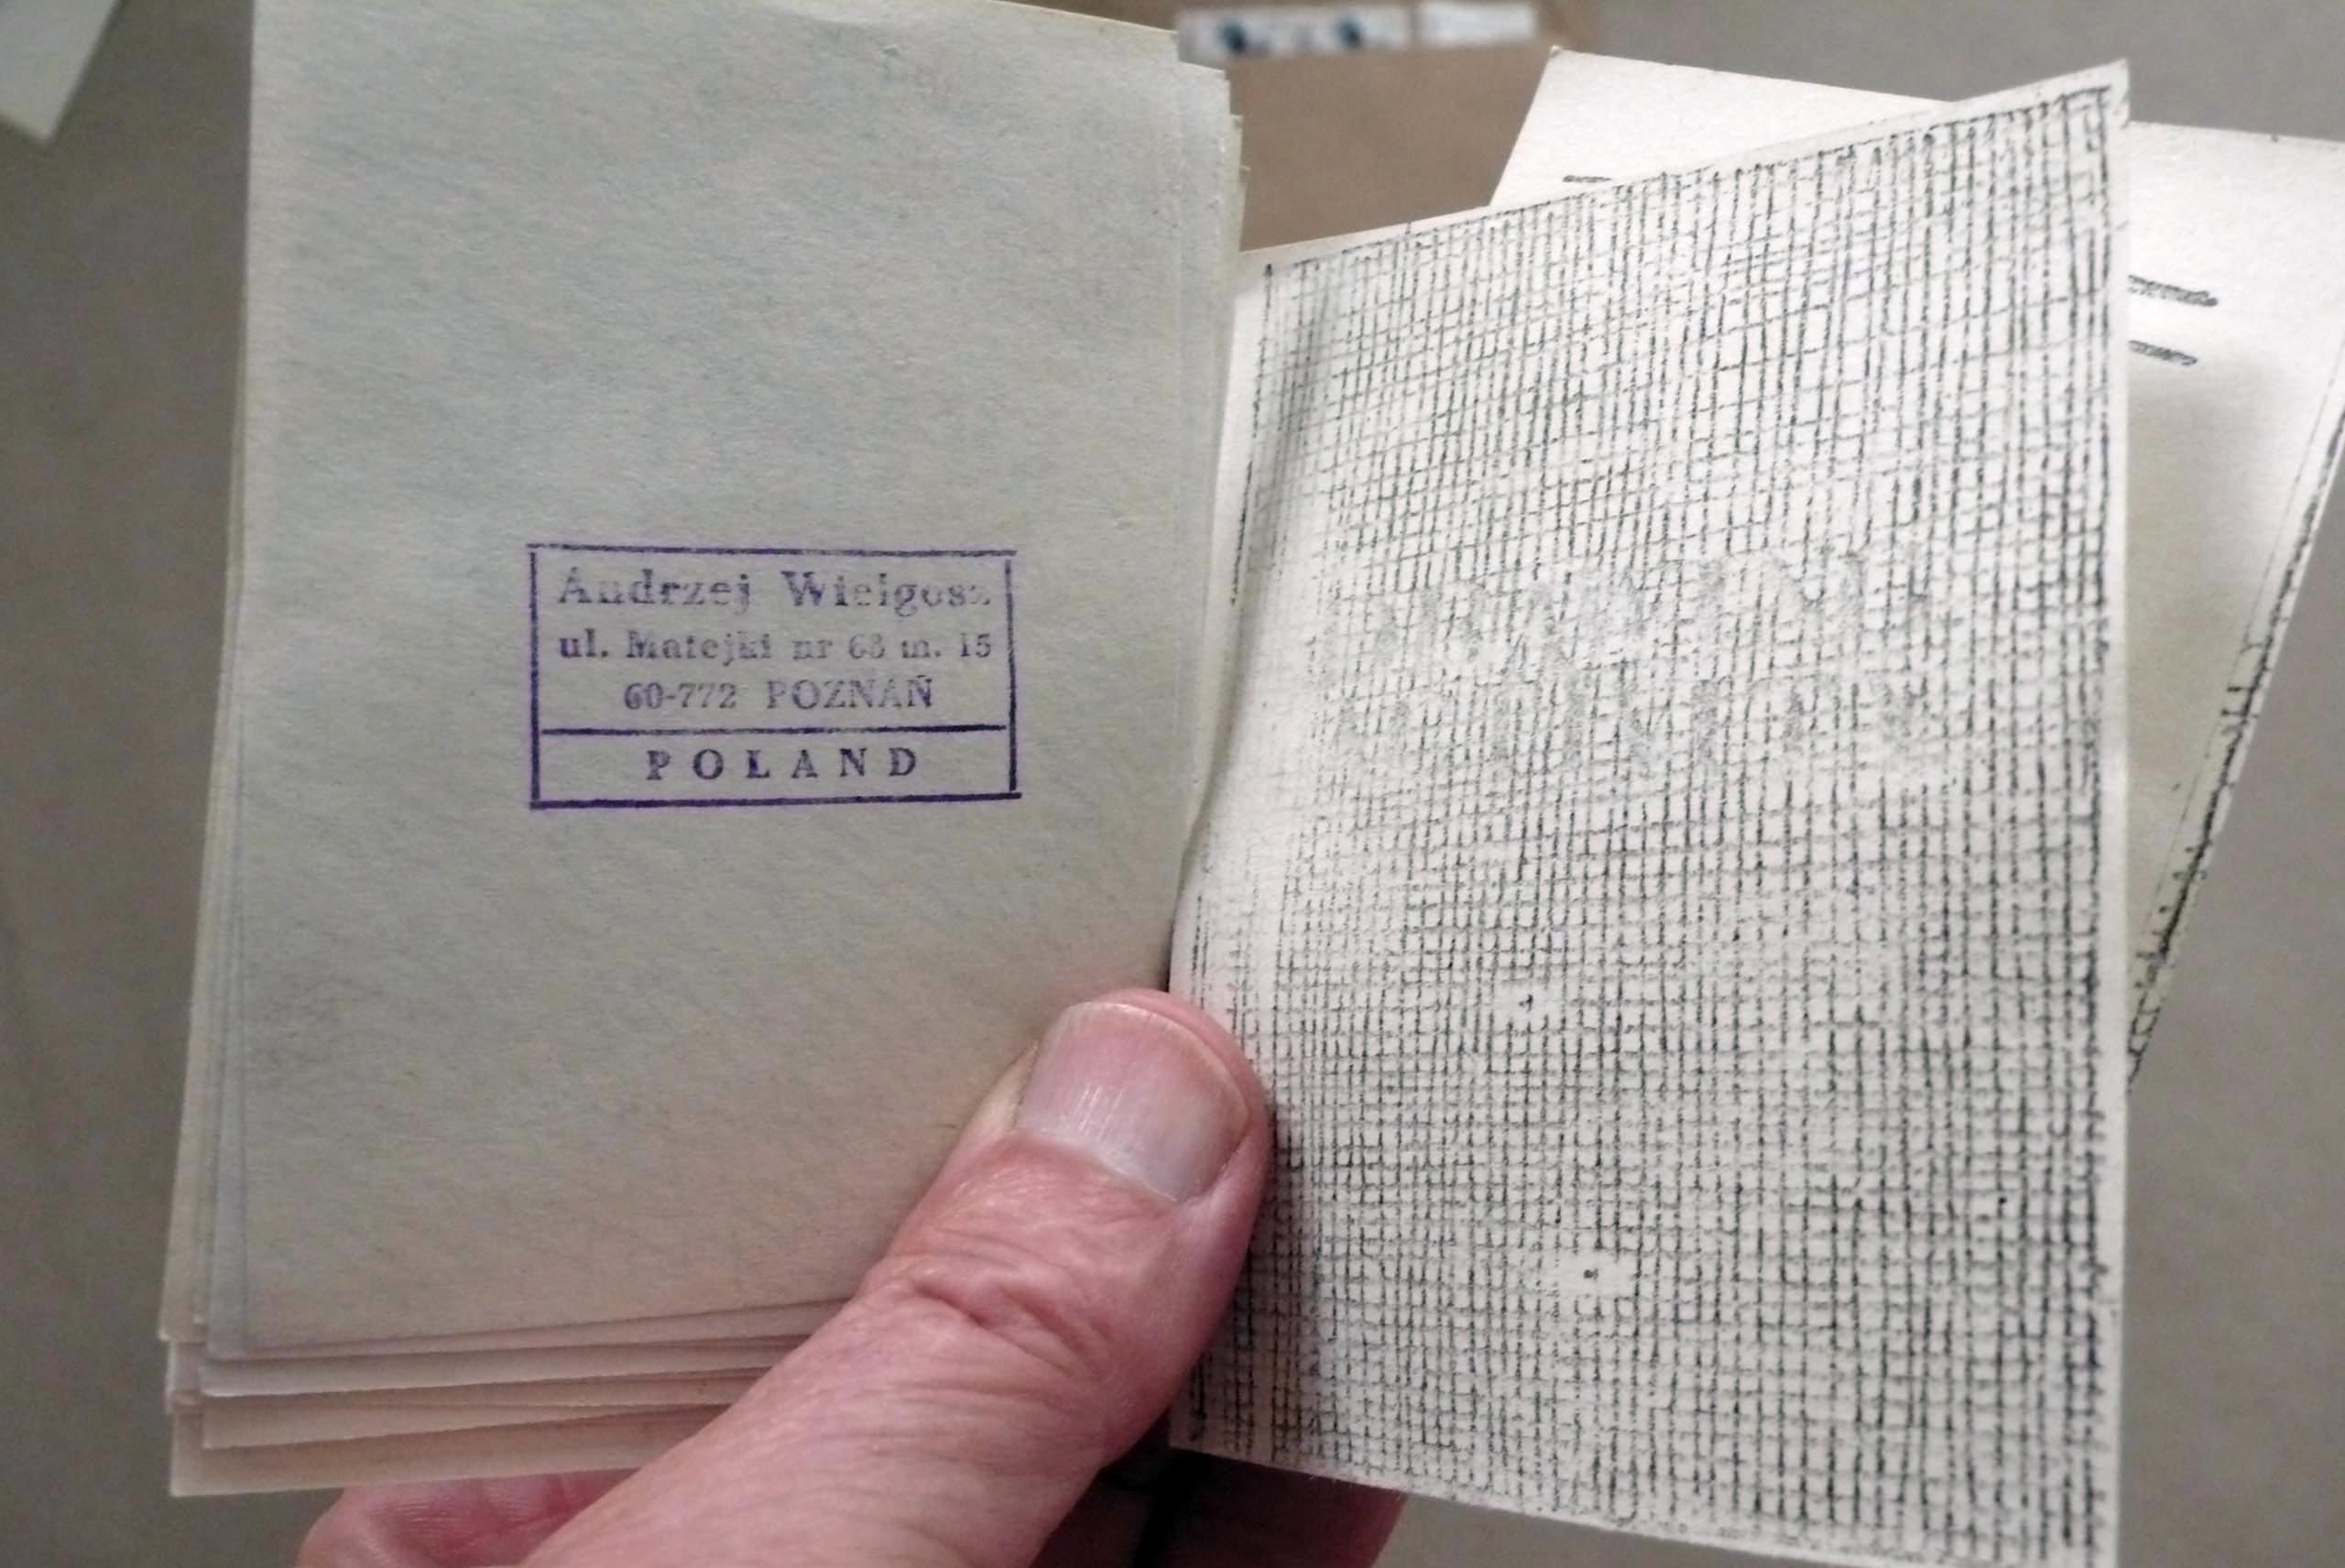 Andrzej Wielgosz
ul. Matejki nr 68 m. 15
60-772 POZNAŃ
POLAND